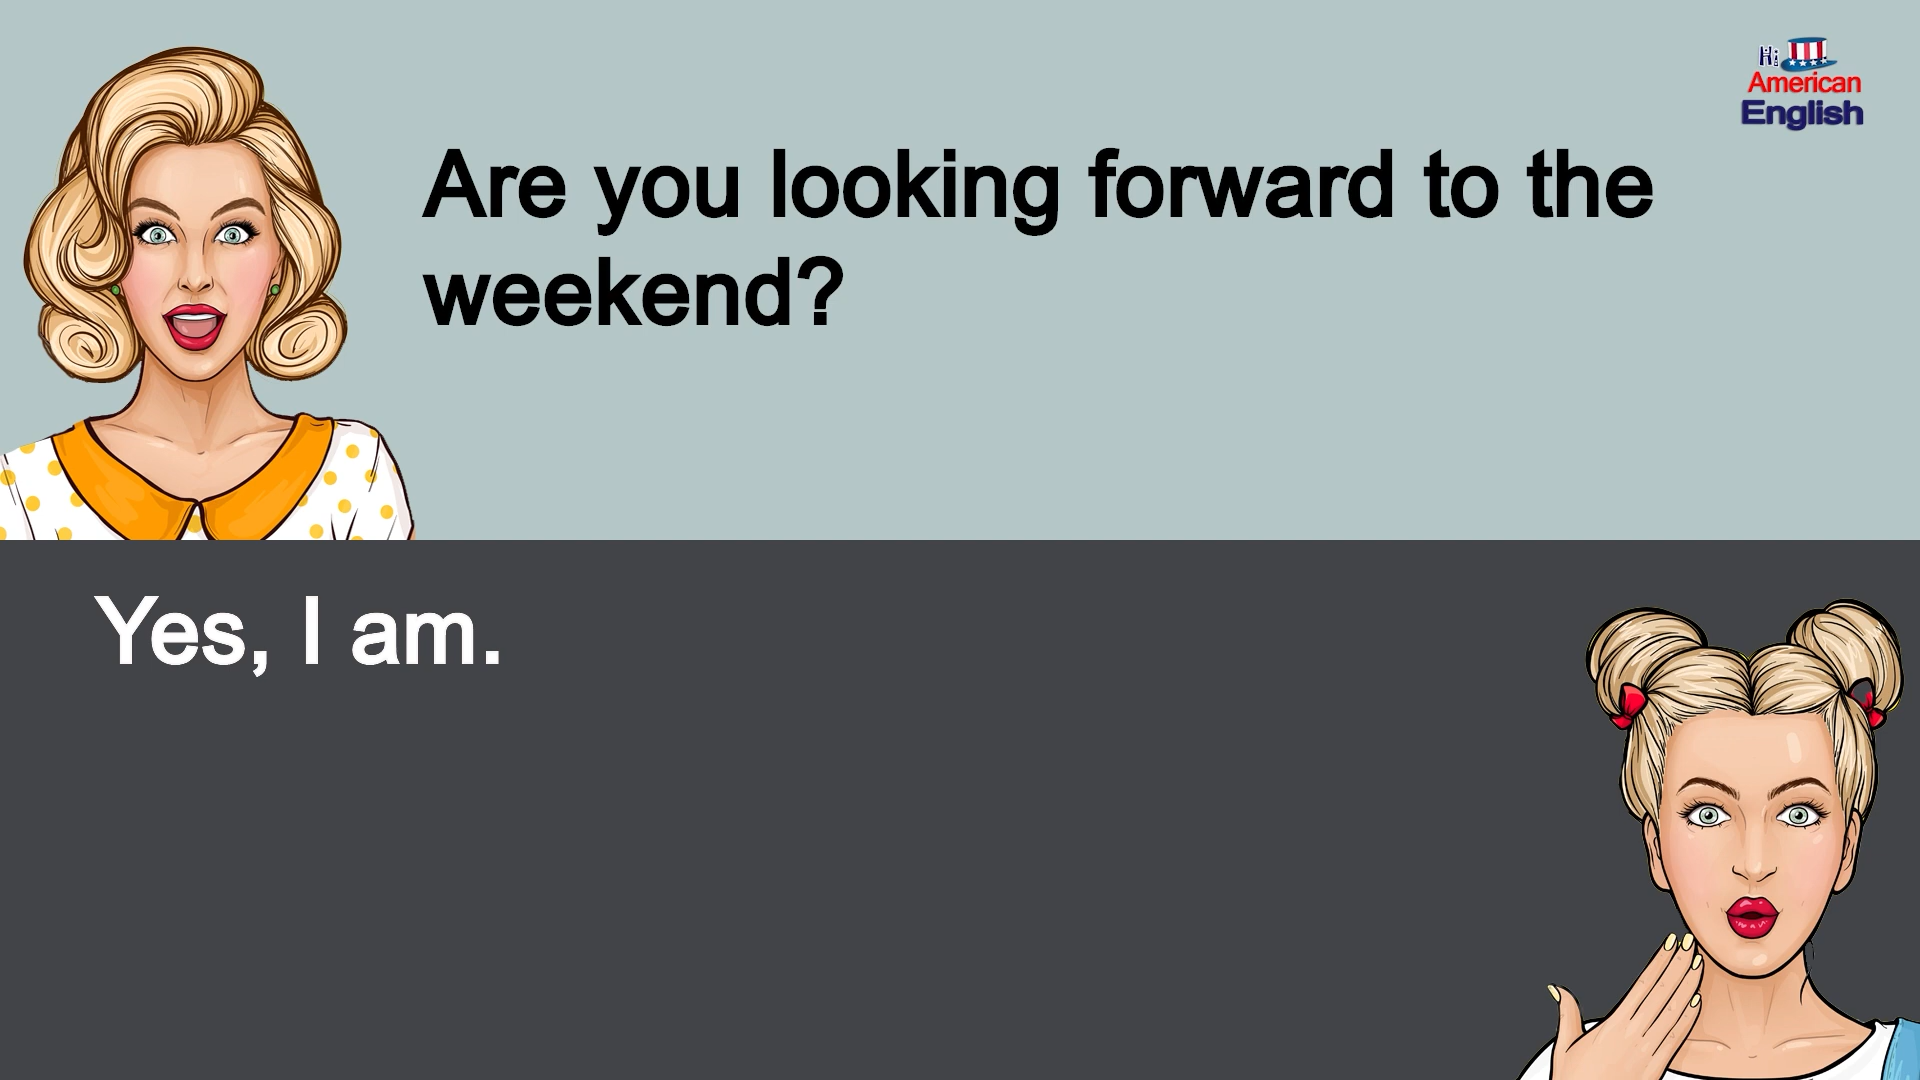 Hi
American
English
Are you looking forward to the
weekend?
Yes, I am.